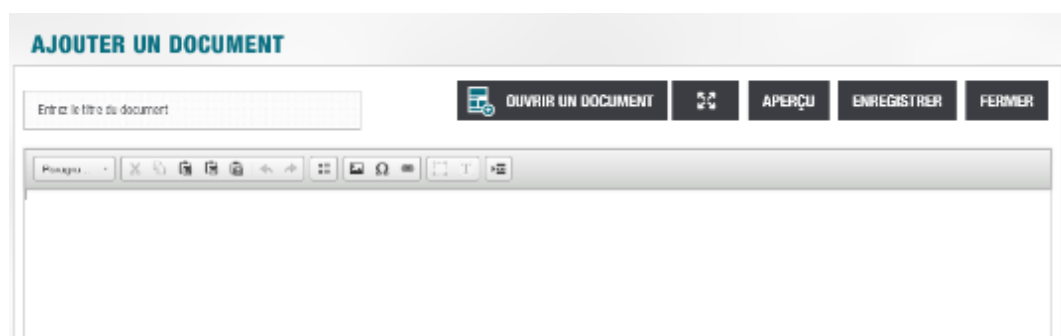 AJOUTER UN DOCUMENT
Entrez le titre du document
OUVRIR UN DOCUMENT
APERÇU
ENREGISTRER
FERMER
Ω
T